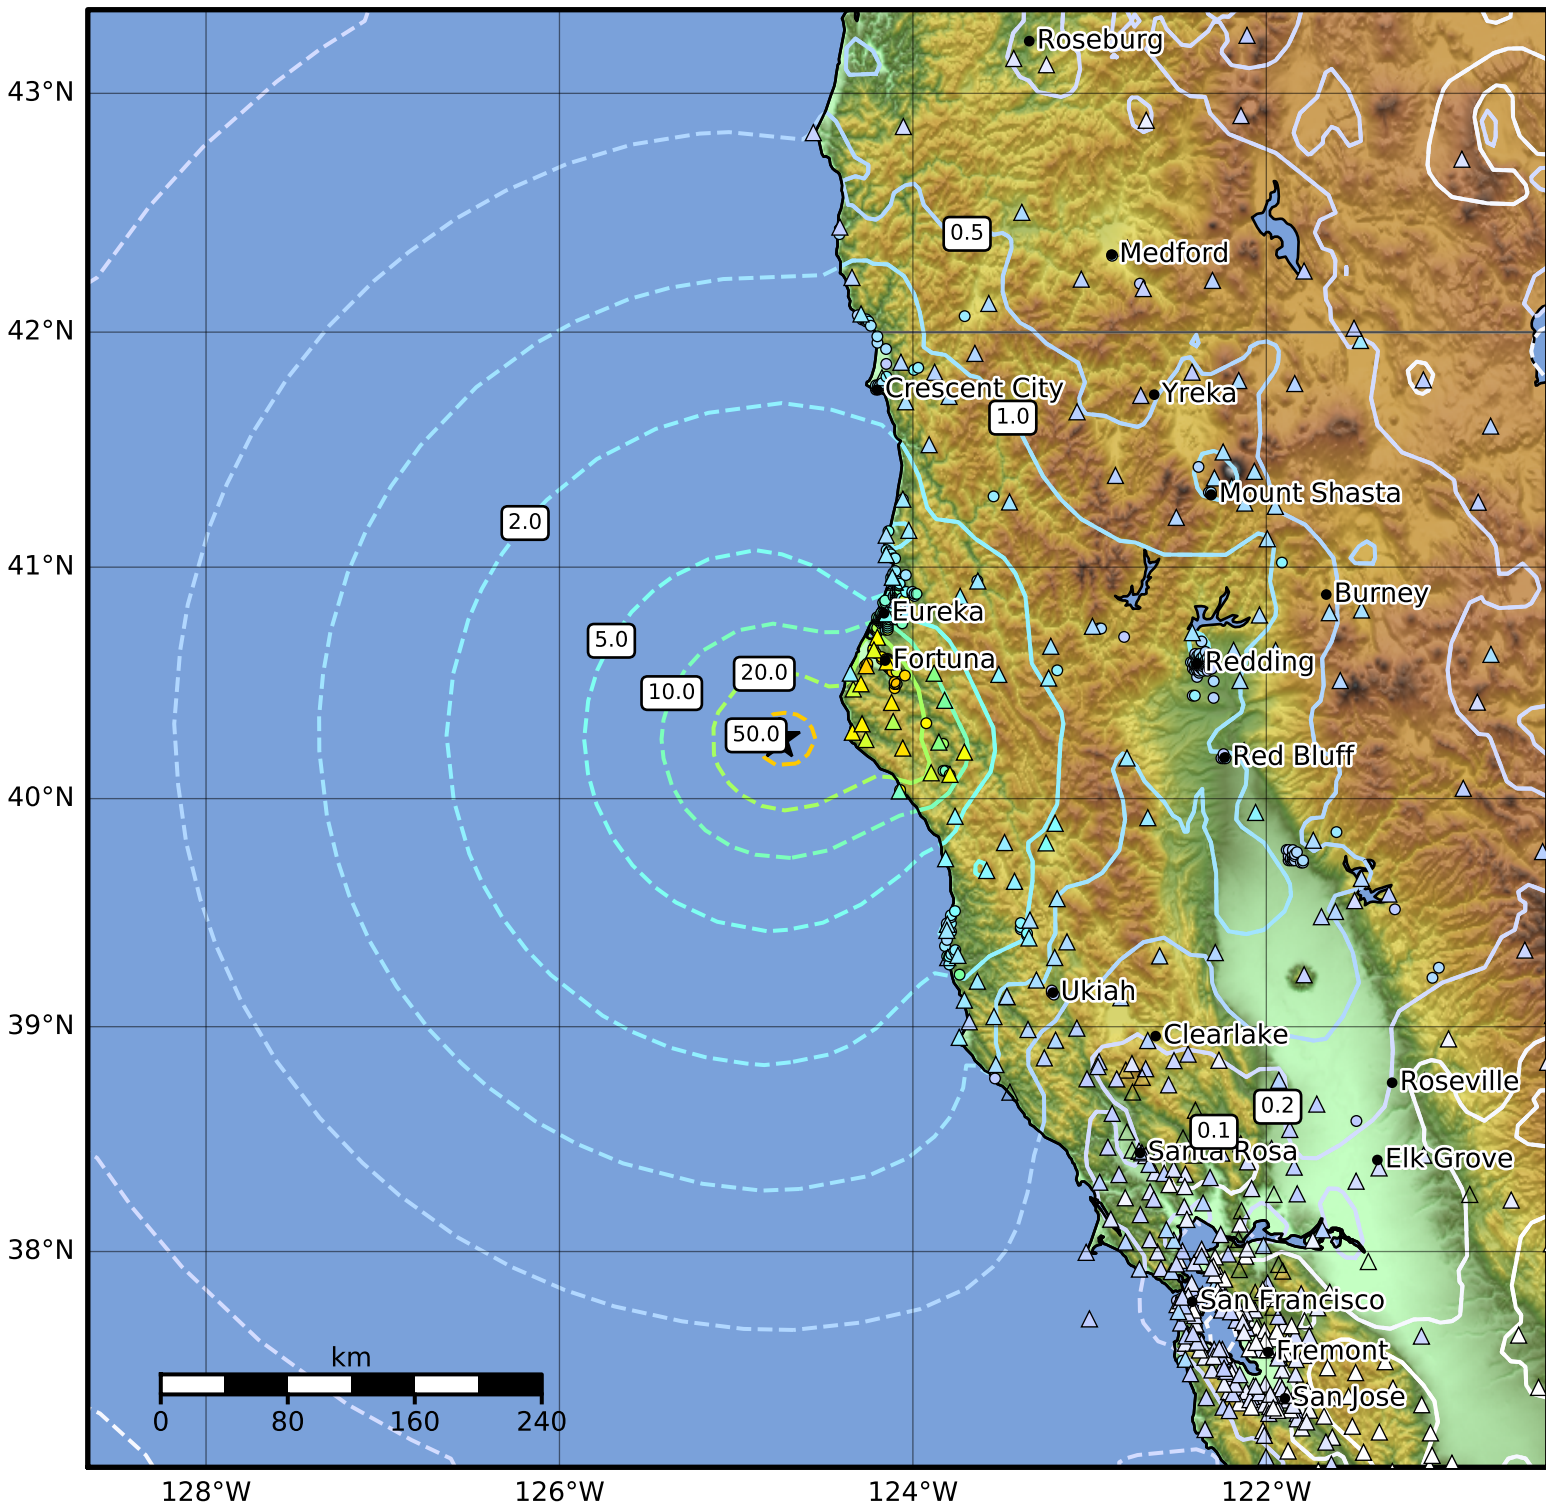 Roseburg
43°N
0.5
Medford
42°N
Crescent City
Yreka
1.0
Mount Shasta
2.0
41°N
Burney
Eureka
5.0
Fortuna
Redding
20.0
10.0
50.0
Red Bluff
40°N
Ukiah
39°N
Clearlake
Roseville
0.2
0.1
Santa Rosa
Elk Grove
38°N
San Francisco
Fremont
km
San Jose
0 80 160 240
128°W 126°W 124°W 122°W